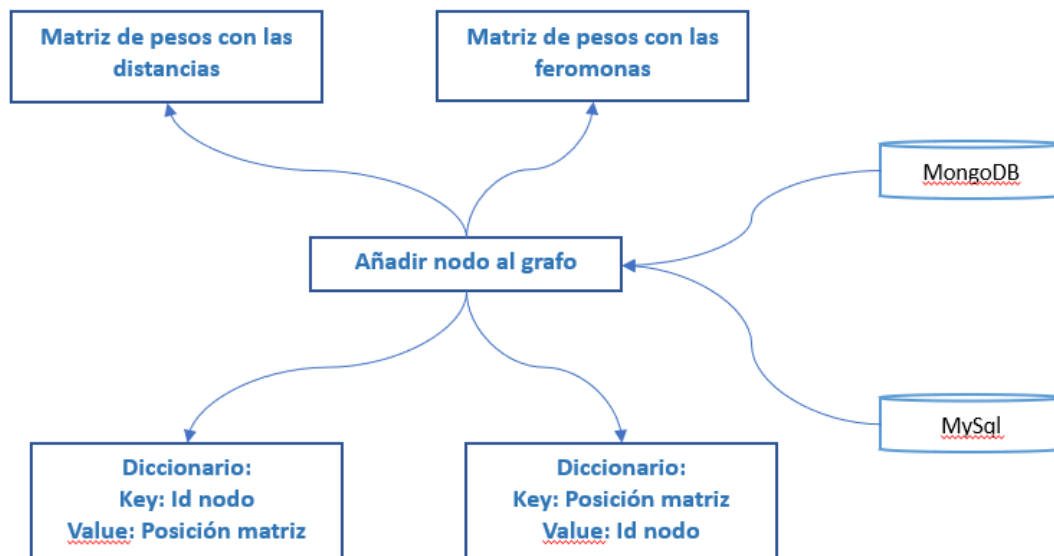 Matriz de pesos con las
distancias
Matriz de pesos con las
feromonas
MongoDB
Añadir nodo al grafo
MySql
Diccionario:
Key: Id nodo
Value: Posición matriz
Diccionario:
Key: Posición matriz
Value: Id nodo